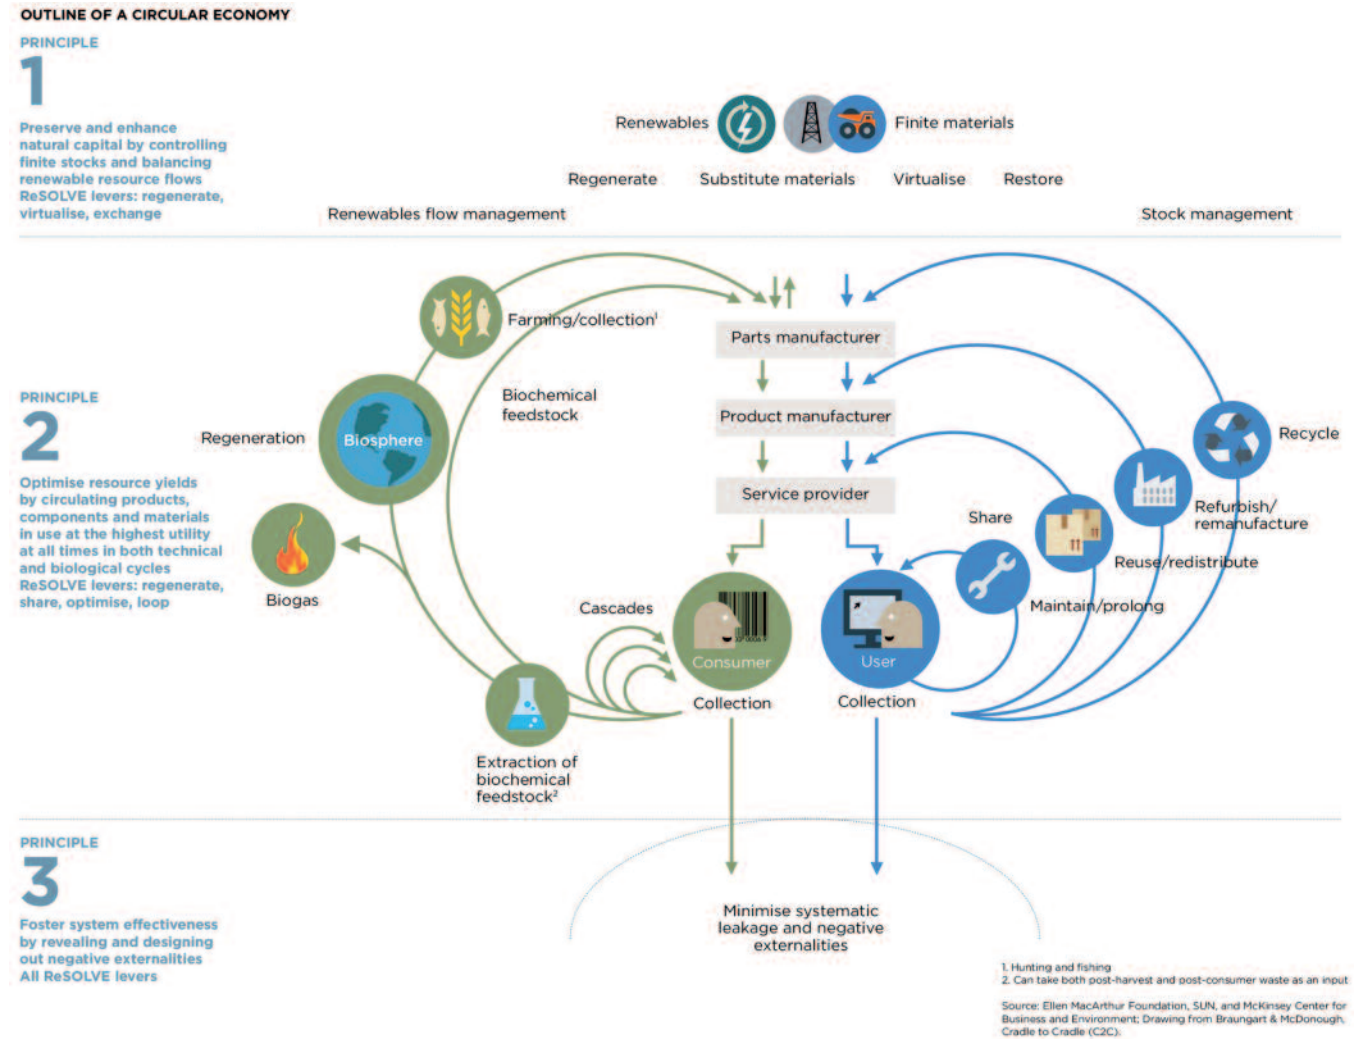 OUTLINE OF A CIRCULAR ECONOMY
PRINCIPLE
1
Preserve and enhance
natural capital by controlling
finite stocks and balancing
renewable resource flows
ReSOLVE levers: regenerate,
virtualise, exchange
Renewables
Finite materials
Regenerate
Substitute materials
Virtualise
Restore
Renewables flow management
Stock management
PRINCIPLE
2
Optimise resource yields
by circulating products,
components and materials
in use at the highest utility
at all times in both technical
and biological cycles
ReSOLVE levers: regenerate,
share, optimise, loop
Farming/collection¹
Biochemical
feedstock
Regeneration
Biosphere
Biogas
Cascades
Extraction of
biochemical
feedstock²
Parts manufacturer
Product manufacturer
Service provider
Consumer
Collection
User
Collection
Share
Maintain/prolong
Reuse/redistribute
Refurbish/
remanufacture
Recycle
PRINCIPLE
3
Foster system effectiveness
by revealing and designing
out negative externalities
All ReSOLVE levers
Minimise systematic
leakage and negative
externalities
1. Hunting and fishing
2. Can take both post-harvest and post-consumer waste as an input
Source: Ellen MacArthur Foundation, SUN, and McKinsey Center for
Business and Environment; Drawing from Braungart & McDonough,
Cradle to Cradle (C2C).